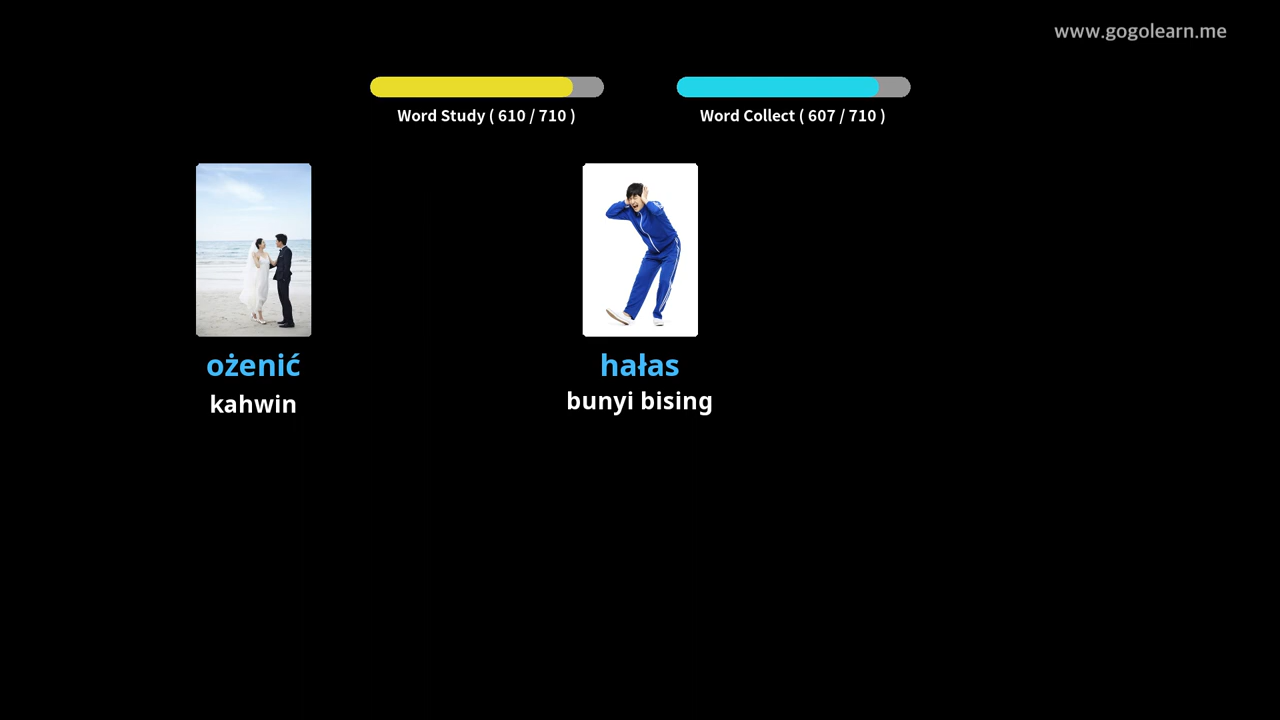 www.gogolearn.me
Word Study ( 610 / 710 )
Word Collect ( 607 / 710 )
ożenić
kahwin
hałas
bunyi bising